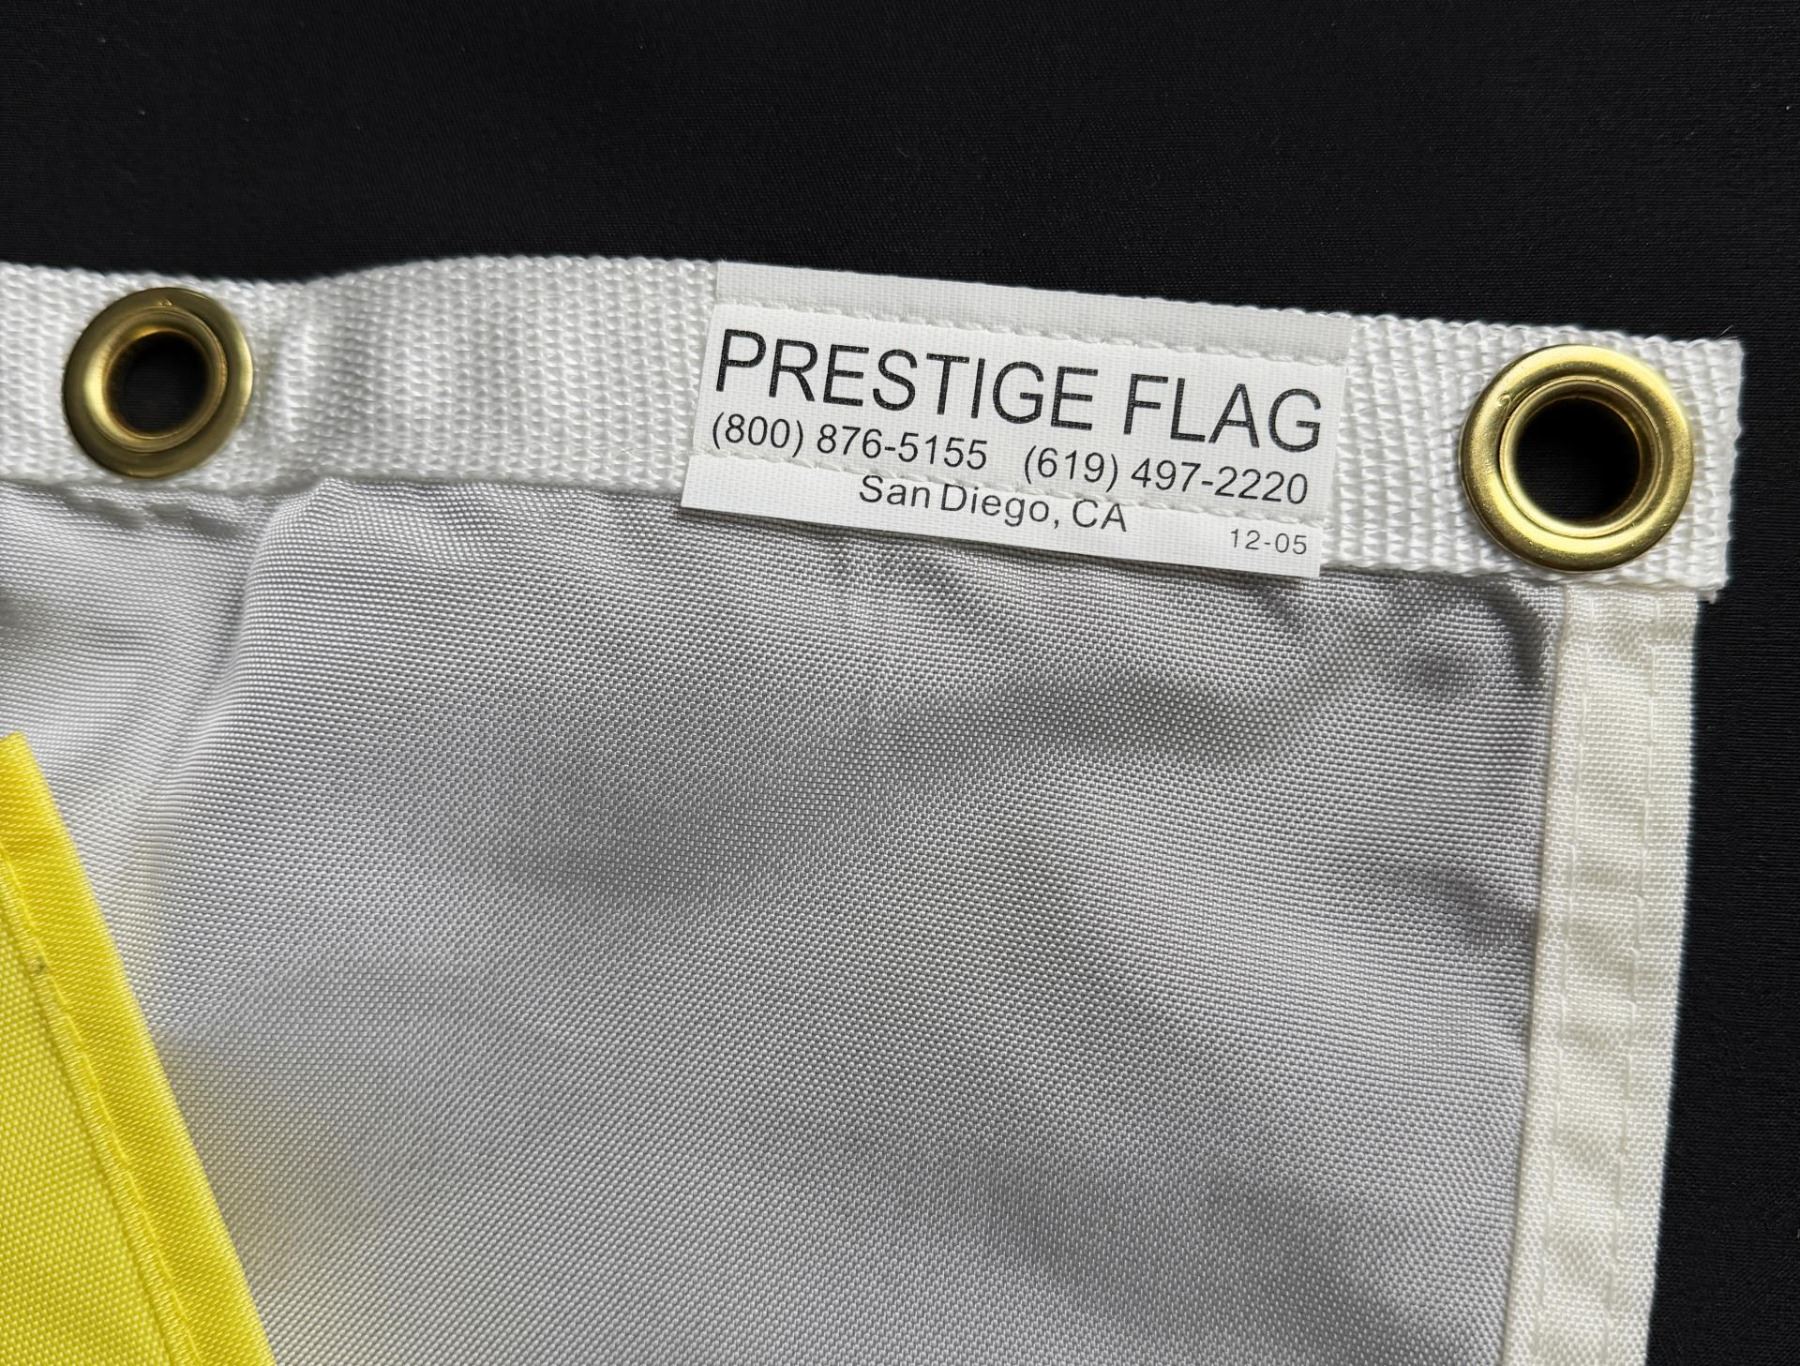 PRESTIGE FLAG
(800) 876-5155 (619) 497-2220
San Diego, CA
12-05